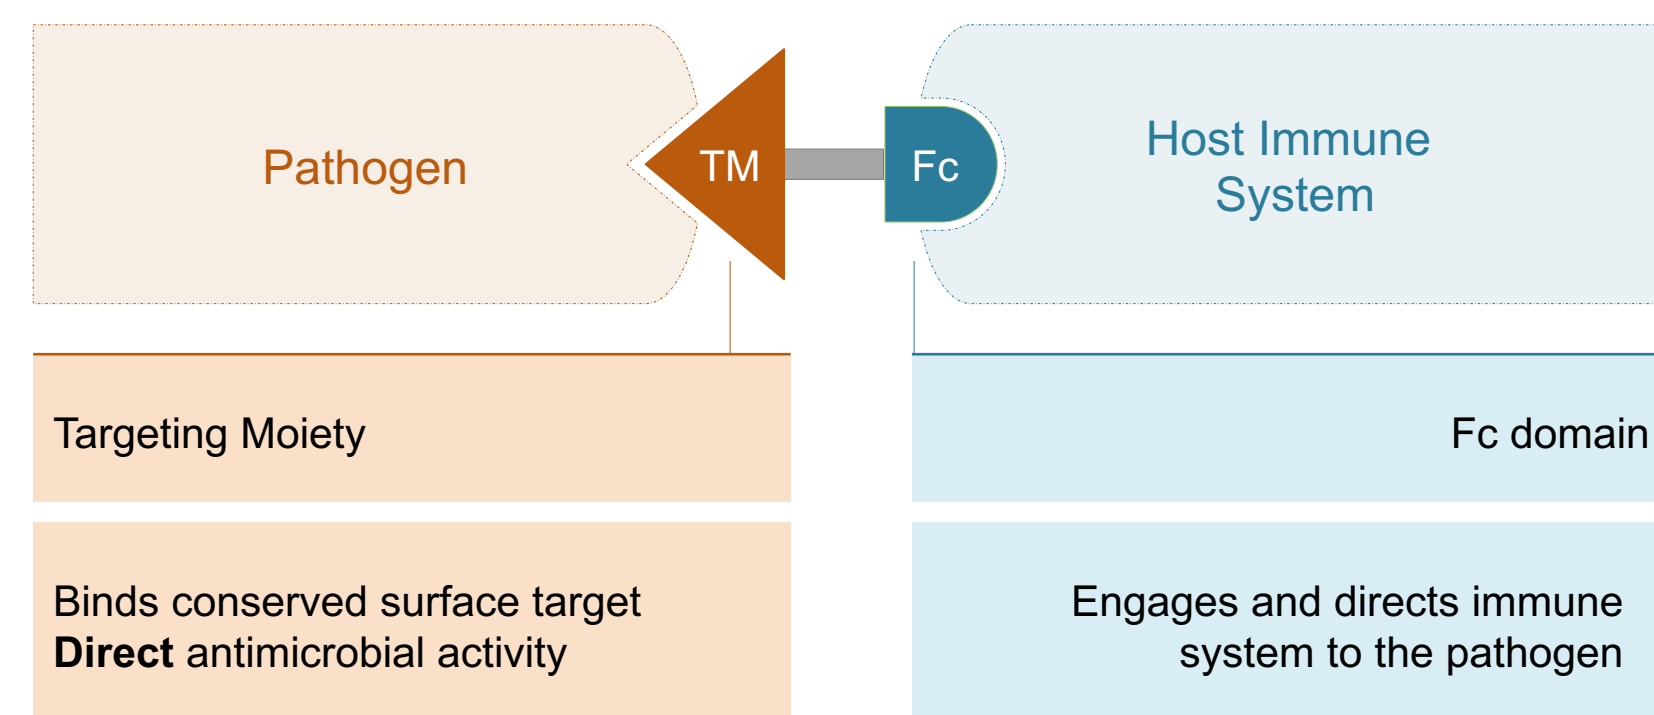 Pathogen
TM
Fc
Host Immune
System
Targeting Moiety
Fc domain
Binds conserved surface target
Direct antimicrobial activity
Engages and directs immune
system to the pathogen